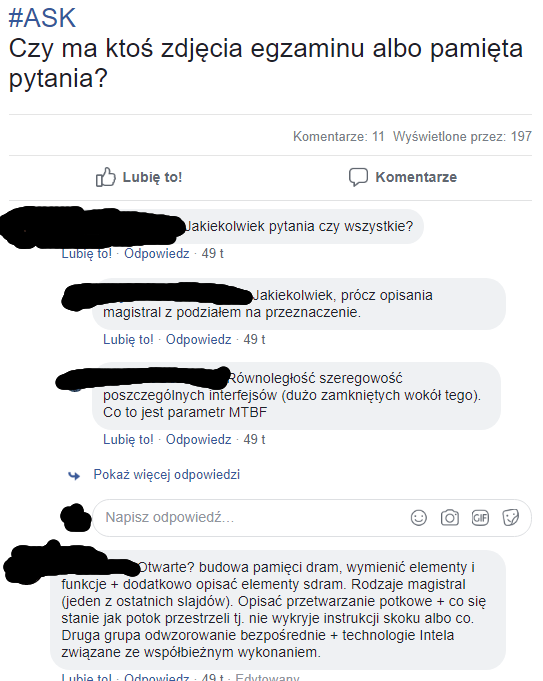 #ASK
Czy ma ktoś zdjęcia egzaminu albo pamięta
pytania?
Komentarze: 11 Wyświetlone przez: 197
Lubię to! Komentarze
Jakiekolwiek pytania czy wszystkie?
Lubię to! · Odpowiedz · 49 t
Jakiekolwiek, prócz opisania
magistral z podziałem na przeznaczenie.
Lubię to! · Odpowiedz · 49 t
Równoległość szeregowość
poszczególnych interfejsów (dużo zamkniętych wokół tego).
Co to jest parametr MTBF
Lubię to! · Odpowiedz · 49 t
Pokaż więcej odpowiedzi
Napisz odpowiedź...
GIF
Otwarte? budowa pamięci dram, wymienić elementy i
funkcje + dodatkowo opisać elementy sdram. Rodzaje magistral
(jeden z ostatnich slajdów). Opisać przetwarzanie potkowe + co się
stanie jak potok przestrzeli tj. nie wykryje instrukcji skoku albo co.
Druga grupa odwzorowanie bezpośrednie + technologie Intela
związane ze współbieżnym wykonaniem.
Lubię to! · Odpowiedz · 49 t · Edytowany